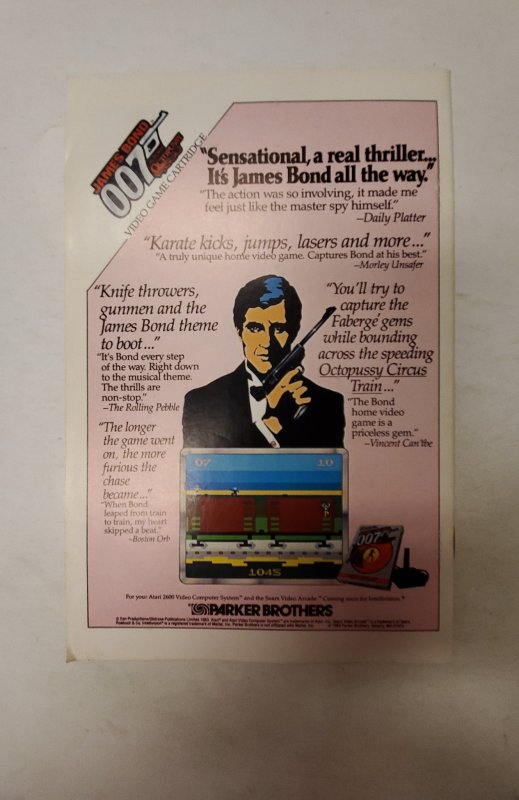 JAMES BOND
007
OCTOPUSSY
VIDEO GAME CARTRIDGE
"Sensational, a real thriller...
It's James Bond all the way."
"The action was so involving, it made me
feel just like the master spy himself."
—Daily Platter
"Karate kicks, jumps, lasers and more..."
"A truly unique home video game. Captures Bond at his best."
—Morley Unsafer
"Knife throwers,
gunmen and the
James Bond theme
to boot..."
"It's Bond every step
of the way. Right down
to the musical theme.
The thrills are
non-stop."
—The Rolling Pebble
"The longer
the game went
on, the more
furious the
chase
became..."
"When Bond
leaped from train
to train, my heart
skipped a beat."
—Boston Orb
"You'll try to
capture the
Faberge' gems
while bounding
across the speeding
Octopussy Circus
Train..."
"The Bond
home video
game is a
priceless gem."
—Vincent Can'tbe
07 10
1045
007
For your Atari 2600 Video Computer System™ and the Sears Video Arcade.™ Coming soon for Intellivision.®
PARKER BROTHERS